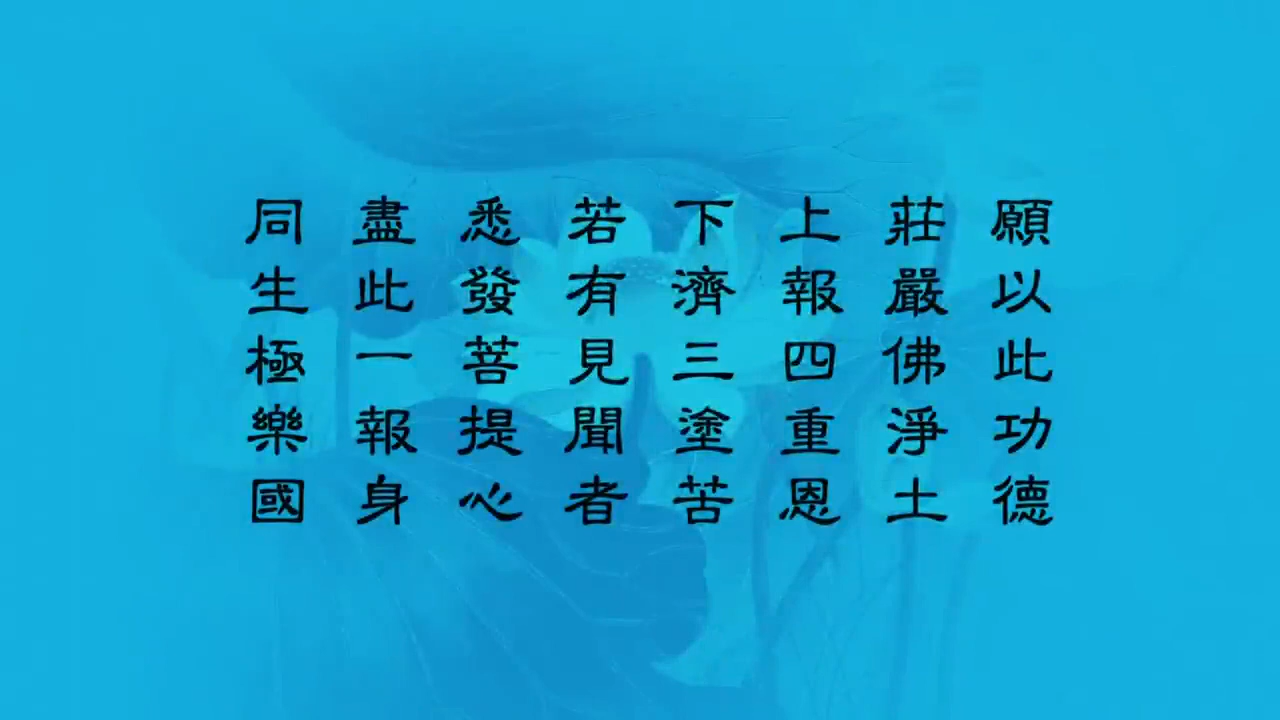 願以此功德
莊嚴佛淨土
上報四重恩
下濟三塗苦
若有見聞者
悉發菩提心
盡此一報身
同生極樂國